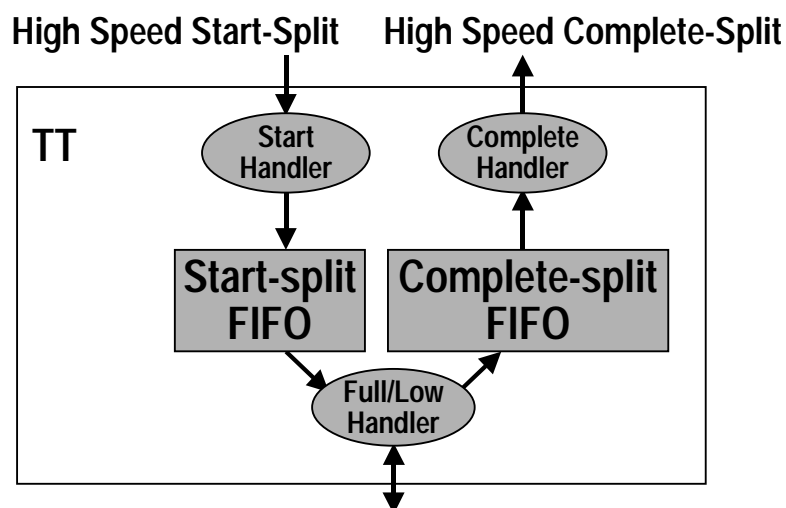 High Speed Start-Split High Speed Complete-Split
TT
Start
Handler
Complete
Handler
Start-split
FIFO
Complete-split
FIFO
Full/Low
Handler